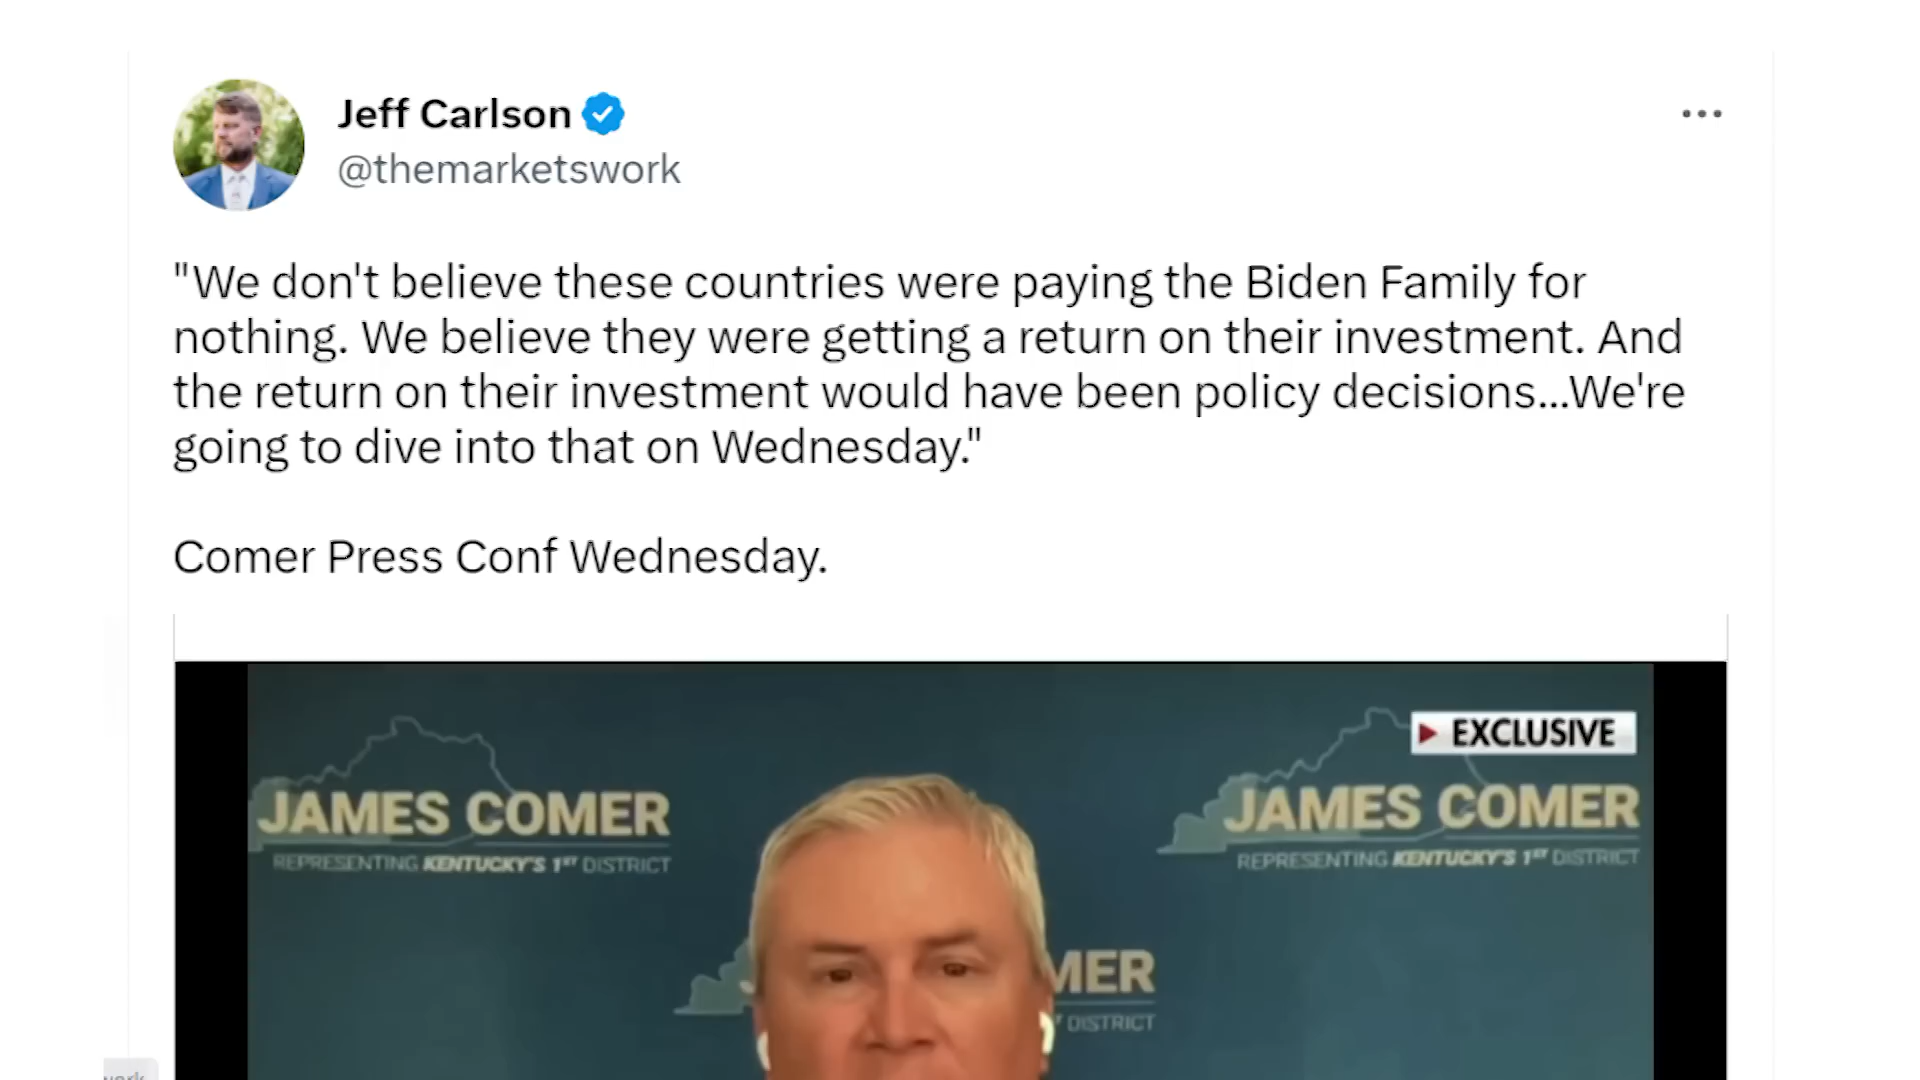 Jeff Carlson
@themarketswork
"We don't believe these countries were paying the Biden Family for
nothing. We believe they were getting a return on their investment. And
the return on their investment would have been policy decisions...We're
going to dive into that on Wednesday."
Comer Press Conf Wednesday.
EXCLUSIVE
JAMES COMER
REPRESENTING KENTUCKY'S 1ST DISTRICT
JAMES COMER
REPRESENTING KENTUCKY'S 1ST DISTRICT
MER
DISTRICT